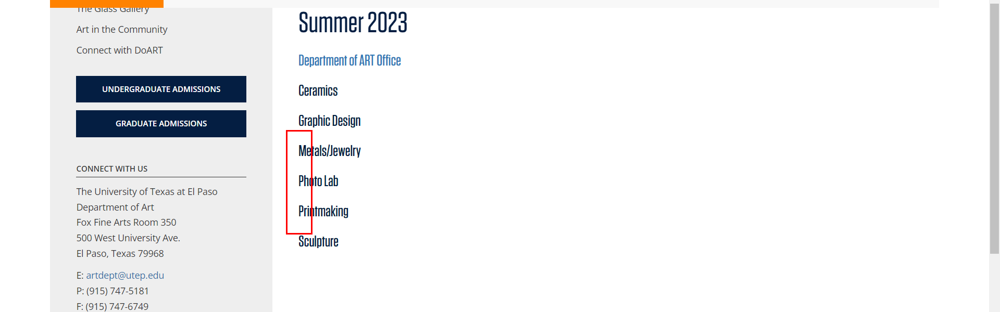 The Glass Gallery
Art in the Community
Connect with DoART
UNDERGRADUATE ADMISSIONS
GRADUATE ADMISSIONS
CONNECT WITH US
The University of Texas at El Paso
Department of Art
Fox Fine Arts Room 350
500 West University Ave.
El Paso, Texas 79968
E: artdept@utep.edu
P: (915) 747-5181
F: (915) 747-6749
Summer 2023
Department of ART Office
Ceramics
Graphic Design
Metals/Jewelry
Photo Lab
Printmaking
Sculpture